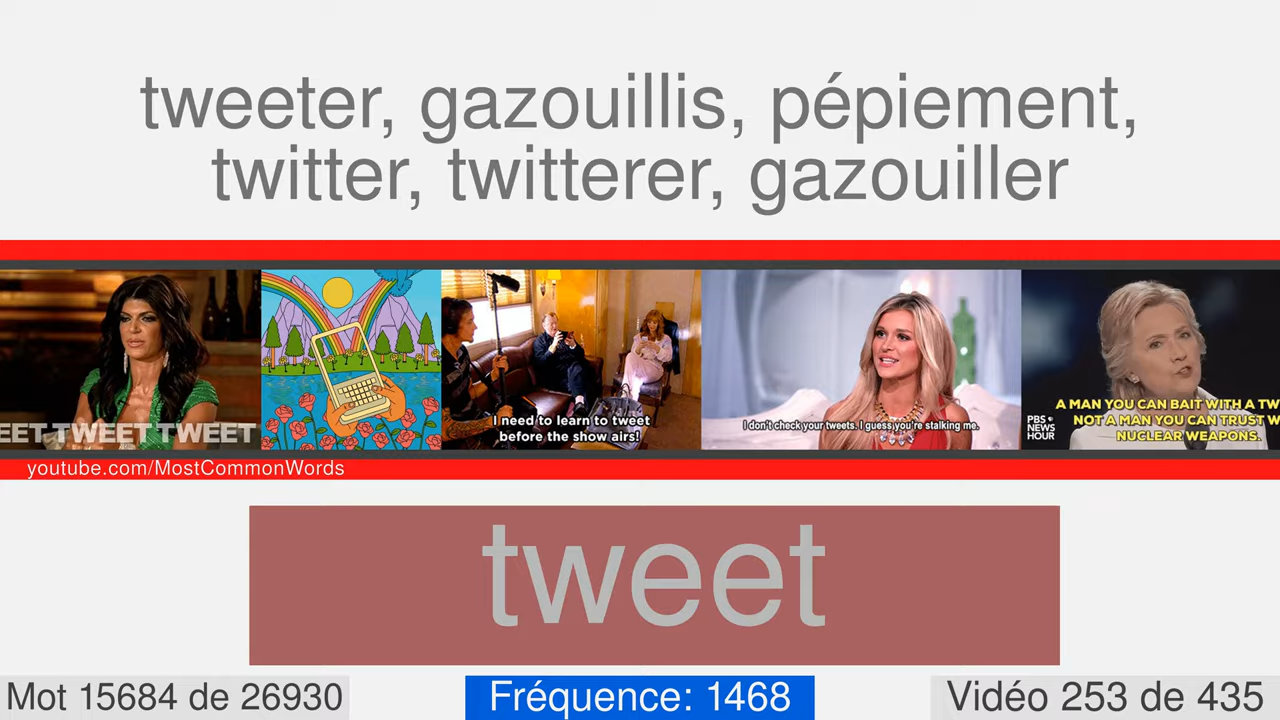 tweeter, gazouillis, pépiement,
twitter, twitterer, gazouiller
TWEET TWEET
I need to learn to tweet
before the show airs!
I don't check your tweets. I guess you're stalking me.
PBS
NEWS
HOUR
A MAN YOU CAN BAIT WITH A
NOT A MAN YOU CAN TRUST
NUCLEAR WEAPONS.
youtube.com/MostCommonWords
tweet
Mot 15684 de 26930
Fréquence: 1468
Vidéo 253 de 435